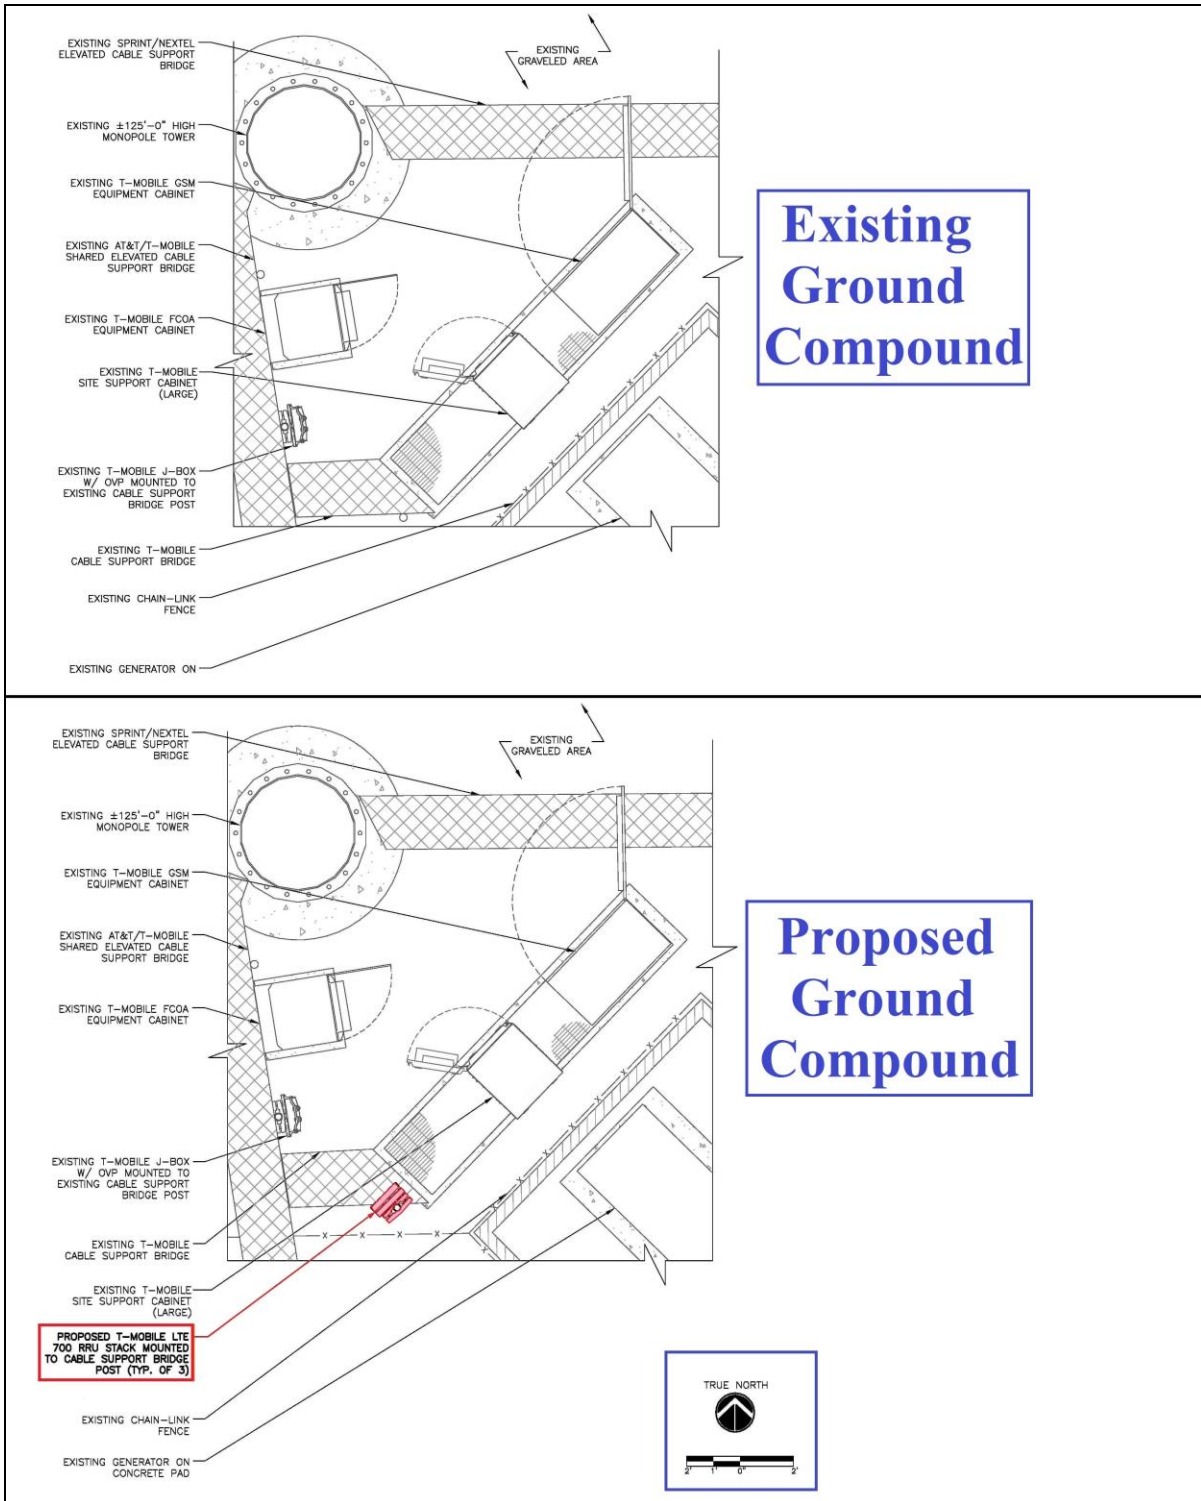 EXISTING SPRINT/NEXTEL
ELEVATED CABLE SUPPORT
BRIDGE
EXISTING
GRAVELED AREA
EXISTING ±125'-0" HIGH
MONOPOLE TOWER
EXISTING T-MOBILE GSM
EQUIPMENT CABINET
EXISTING AT&T/T-MOBILE
SHARED ELEVATED CABLE
SUPPORT BRIDGE
EXISTING T-MOBILE FCOA
EQUIPMENT CABINET
EXISTING T-MOBILE
SITE SUPPORT CABINET
(LARGE)
EXISTING T-MOBILE J-BOX
W/ OVP MOUNTED TO
EXISTING CABLE SUPPORT
BRIDGE POST
EXISTING T-MOBILE
CABLE SUPPORT BRIDGE
EXISTING CHAIN-LINK
FENCE
EXISTING GENERATOR ON
Existing
Ground
Compound
EXISTING SPRINT/NEXTEL
ELEVATED CABLE SUPPORT
BRIDGE
EXISTING
GRAVELED AREA
EXISTING ±125'-0" HIGH
MONOPOLE TOWER
EXISTING T-MOBILE GSM
EQUIPMENT CABINET
EXISTING AT&T/T-MOBILE
SHARED ELEVATED CABLE
SUPPORT BRIDGE
EXISTING T-MOBILE FCOA
EQUIPMENT CABINET
EXISTING T-MOBILE J-BOX
W/ OVP MOUNTED TO
EXISTING CABLE SUPPORT
BRIDGE POST
EXISTING T-MOBILE
CABLE SUPPORT BRIDGE
EXISTING T-MOBILE
SITE SUPPORT CABINET
(LARGE)
PROPOSED T-MOBILE LTE
700 RRU STACK MOUNTED
TO CABLE SUPPORT BRIDGE
POST (TYP. OF 3)
EXISTING CHAIN-LINK
FENCE
EXISTING GENERATOR ON
CONCRETE PAD
Proposed
Ground
Compound
TRUE NORTH
2' 1' 0" 2'